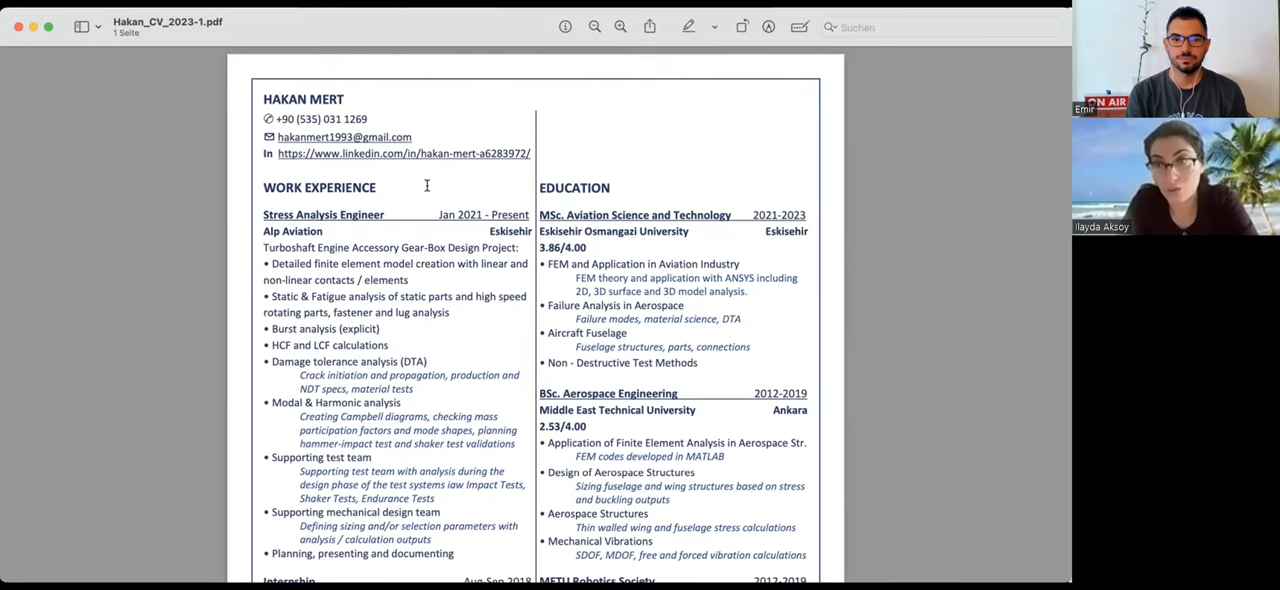 Hakan_CV_2023-1.pdf
1 Seite
Suchen
HAKAN MERT
+90 (535) 031 1269
hakanmert1993@gmail.com
In https://www.linkedin.com/in/hakan-mert-a6283972/
WORK EXPERIENCE
Stress Analysis Engineer Jan 2021 - Present
Alp Aviation Eskisehir
Turboshaft Engine Accessory Gear-Box Design Project:
• Detailed finite element model creation with linear and
non-linear contacts / elements
• Static & Fatigue analysis of static parts and high speed
rotating parts, fastener and lug analysis
• Burst analysis (explicit)
• HCF and LCF calculations
• Damage tolerance analysis (DTA)
Crack initiation and propagation, production and
NDT specs, material tests
• Modal & Harmonic analysis
Creating Campbell diagrams, checking mass
participation factors and mode shapes, planning
hammer-impact test and shaker test validations
• Supporting test team
Supporting test team with analysis during the
design phase of the test systems iaw Impact Tests,
Shaker Tests, Endurance Tests
• Supporting mechanical design team
Defining sizing and/or selection parameters with
analysis / calculation outputs
• Planning, presenting and documenting
Internship Aug-Sep 2018
EDUCATION
MSc. Aviation Science and Technology 2021-2023
Eskisehir Osmangazi University Eskisehir
3.86/4.00
• FEM and Application in Aviation Industry
FEM theory and application with ANSYS including
2D, 3D surface and 3D model analysis.
• Failure Analysis in Aerospace
Failure modes, material science, DTA
• Aircraft Fuselage
Fuselage structures, parts, connections
• Non - Destructive Test Methods
BSc. Aerospace Engineering 2012-2019
Middle East Technical University Ankara
2.53/4.00
• Application of Finite Element Analysis in Aerospace Str.
FEM codes developed in MATLAB
• Design of Aerospace Structures
Sizing fuselage and wing structures based on stress
and buckling outputs
• Aerospace Structures
Thin walled wing and fuselage stress calculations
• Mechanical Vibrations
SDOF, MDOF, free and forced vibration calculations
METU Robotics Society 2012-2019
ON AIR
Emir
Ilayda Aksoy